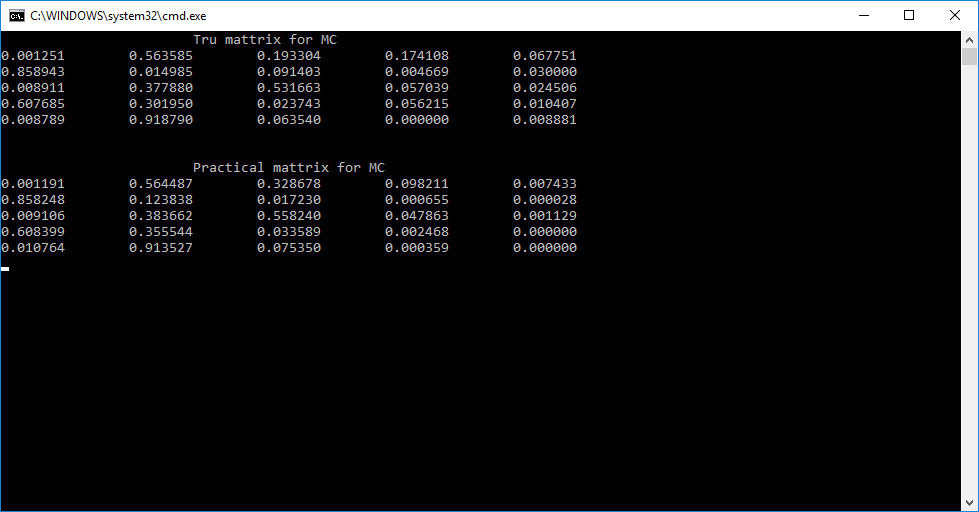 C:\WINDOWS\system32\cmd.exe
Tru mattrix for MC
0.001251 0.563585 0.193304 0.174108 0.067751
0.858943 0.014985 0.091403 0.004669 0.030000
0.008911 0.377880 0.531663 0.057039 0.024506
0.607685 0.301950 0.023743 0.056215 0.010407
0.008789 0.918790 0.063540 0.000000 0.008881
Practical mattrix for MC
0.001191 0.564487 0.328678 0.098211 0.007433
0.858248 0.123838 0.017230 0.000655 0.000028
0.009106 0.383662 0.558240 0.047863 0.001129
0.608399 0.355544 0.033589 0.002468 0.000000
0.010764 0.913527 0.075350 0.000359 0.000000